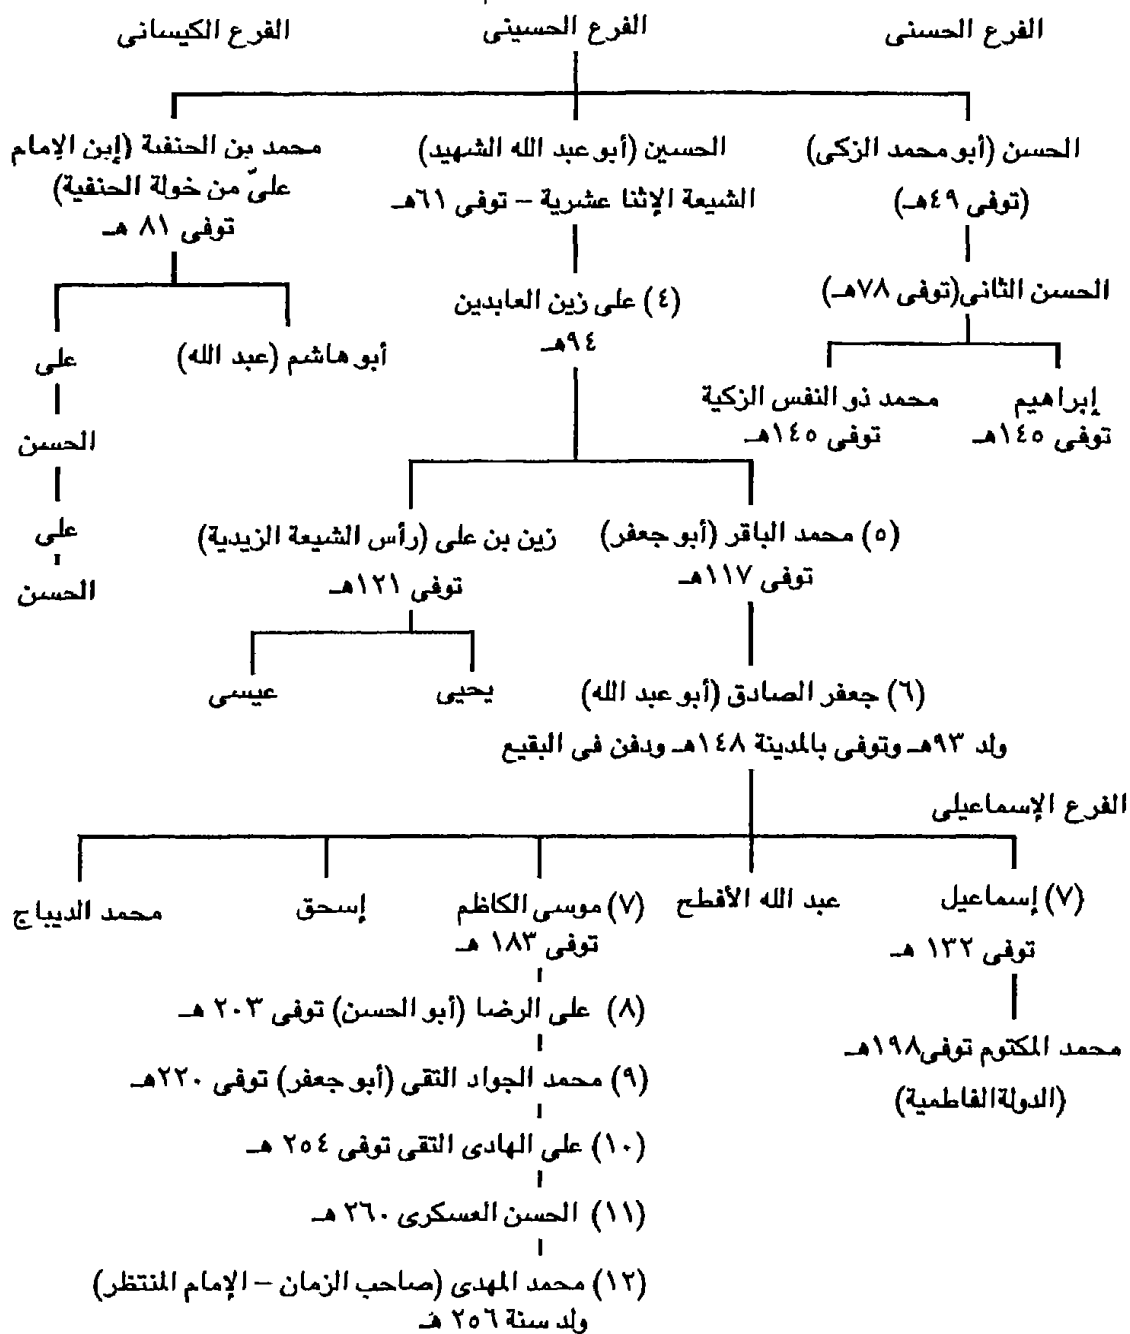 الفرع الحسنى
الفرع الحسينى
الفرع الكيسانى
الحسن (أبو محمد الزكى)
(توفى ٤٩هـ)
الحسين (أبو عبد الله الشهيد)
الشيعة الإثنا عشرية – توفى ٦١هـ
محمد بن الحنفية (إبن الإمام
علىّ من خولة الحنفية)
توفى ٨١ هـ
الحسن الثانى(توفى ٧٨هـ)
(٤) على زين العابدين
٩٤هـ
أبو هاشم (عبد الله)
على
إبراهيم
توفى ١٤٥هـ
محمد ذو النفس الزكية
توفى ١٤٥هـ
الحسن
على
الحسن
(٥) محمد الباقر (أبو جعفر)
توفى ١١٧هـ
زين بن على (رأس الشيعة الزيدية)
توفى ١٢١هـ
يحيى
عيسى
(٦) جعفر الصادق (أبو عبد الله)
ولد ٩٣هـ وتوفى بالمدينة ١٤٨هـ ودفن فى البقيع
الفرع الإسماعيلى
(٧) إسماعيل
توفى ١٣٢ هـ
عبد الله الأفطح
(٧) موسى الكاظم
توفى ١٨٣ هـ
إسحق
محمد الديباج
محمد المكتوم توفى١٩٨هـ
(الدولة الفاطمية)
(٨) على الرضا (أبو الحسن) توفى ٢٠٣ هـ
(٩) محمد الجواد التقى (أبو جعفر) توفى ٢٢٠هـ
(١٠) على الهادى التقى توفى ٢٥٤ هـ
(١١) الحسن العسكرى ٢٦٠ هـ
(١٢) محمد المهدى (صاحب الزمان – الإمام المنتظر)
ولد سنة ٢٥٦ هـ